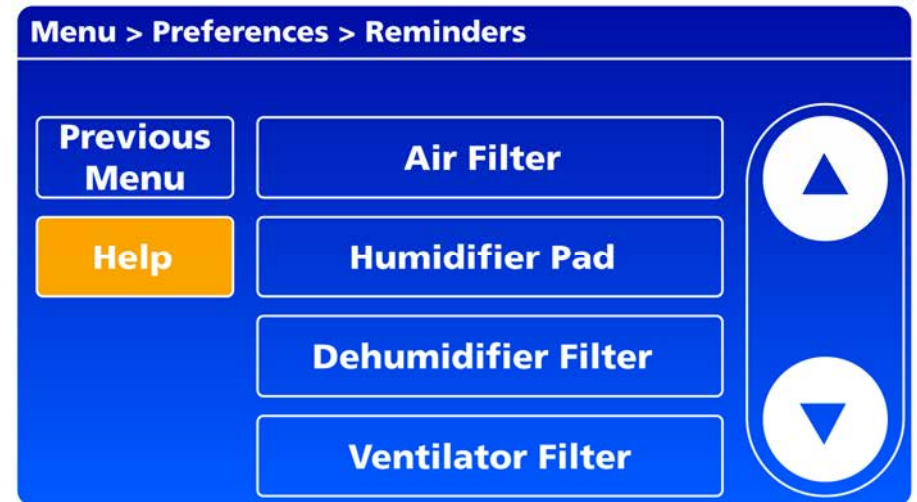 Menu > Preferences > Reminders
Previous
Menu
Air Filter
Help
Humidifier Pad
Dehumidifier Filter
Ventilator Filter